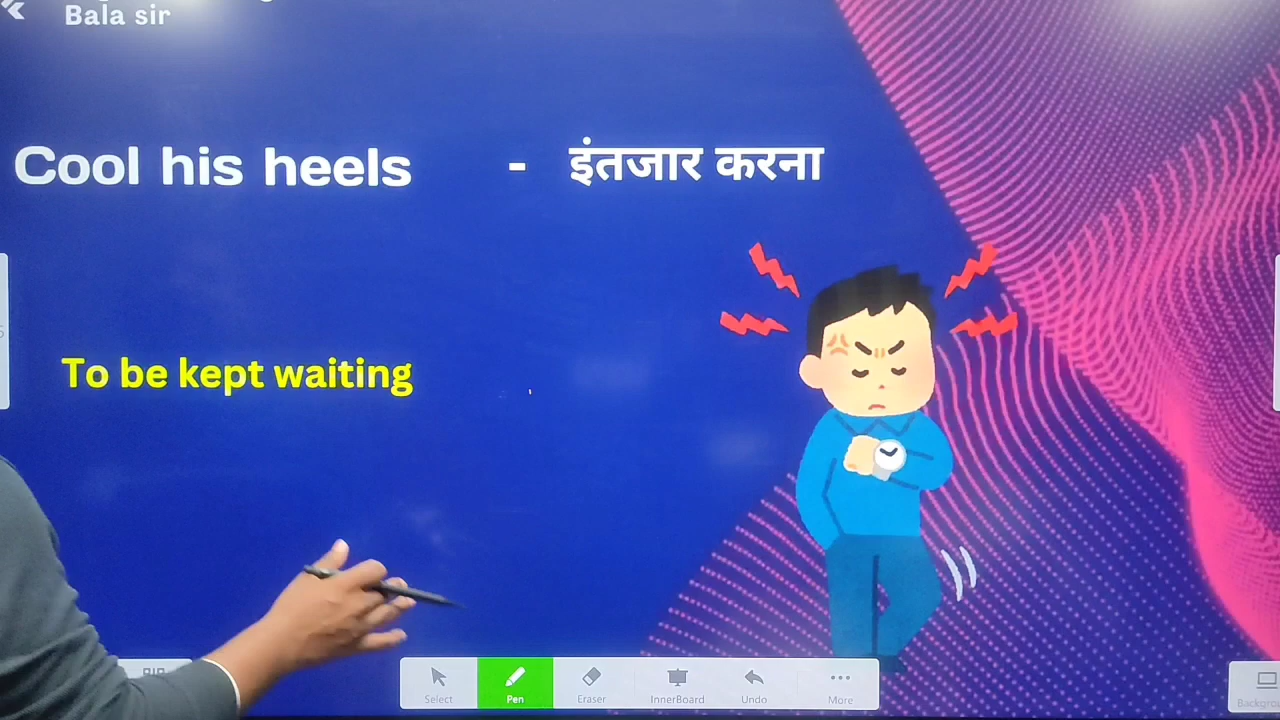 Bala sir
Cool his heels - इंतजार करना
To be kept waiting
Select
Pen
Eraser
InnerBoard
Undo
More